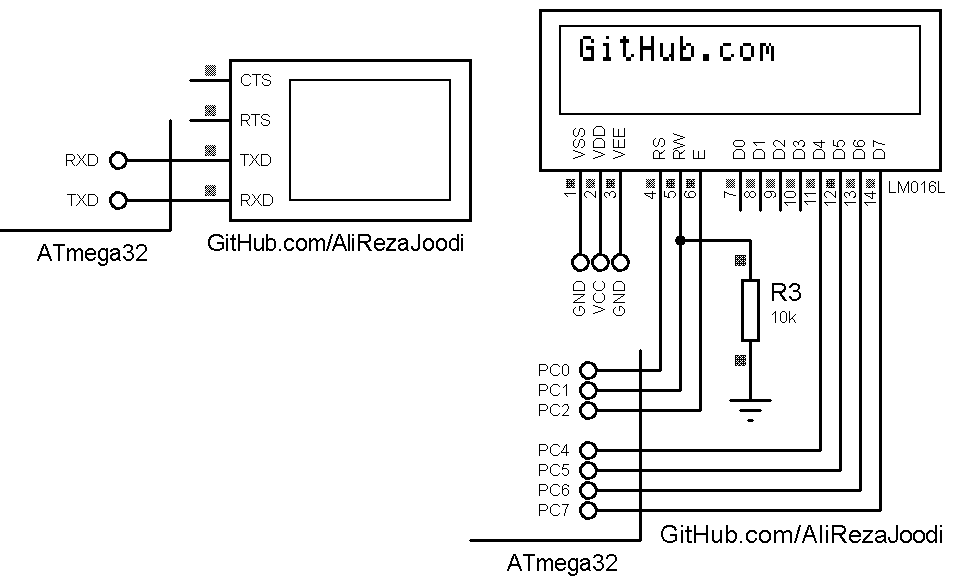 CTS
RTS
RXD
TXD
TXD
RXD
ATmega32
GitHub.com/AliRezaJoodi
GitHub.com
VSS
VDD
VEE
RS
RW
E
D0
D1
D2
D3
D4
D5
D6
D7
1
2
3
4
5
6
7
8
9
10
11
12
13
14
LM016L
GND
VCC
GND
R3
10k
PC0
PC1
PC2
PC4
PC5
PC6
PC7
GitHub.com/AliRezaJoodi
ATmega32